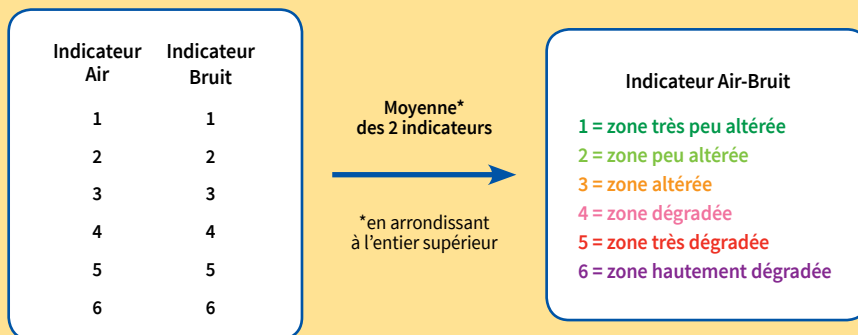 Indicateur Air
Indicateur Bruit
1 1
2 2
3 3
4 4
5 5
6 6
Moyenne*
des 2 indicateurs
*en arrondissant
à l'entier supérieur
Indicateur Air-Bruit
1 = zone très peu altérée
2 = zone peu altérée
3 = zone altérée
4 = zone dégradée
5 = zone très dégradée
6 = zone hautement dégradée